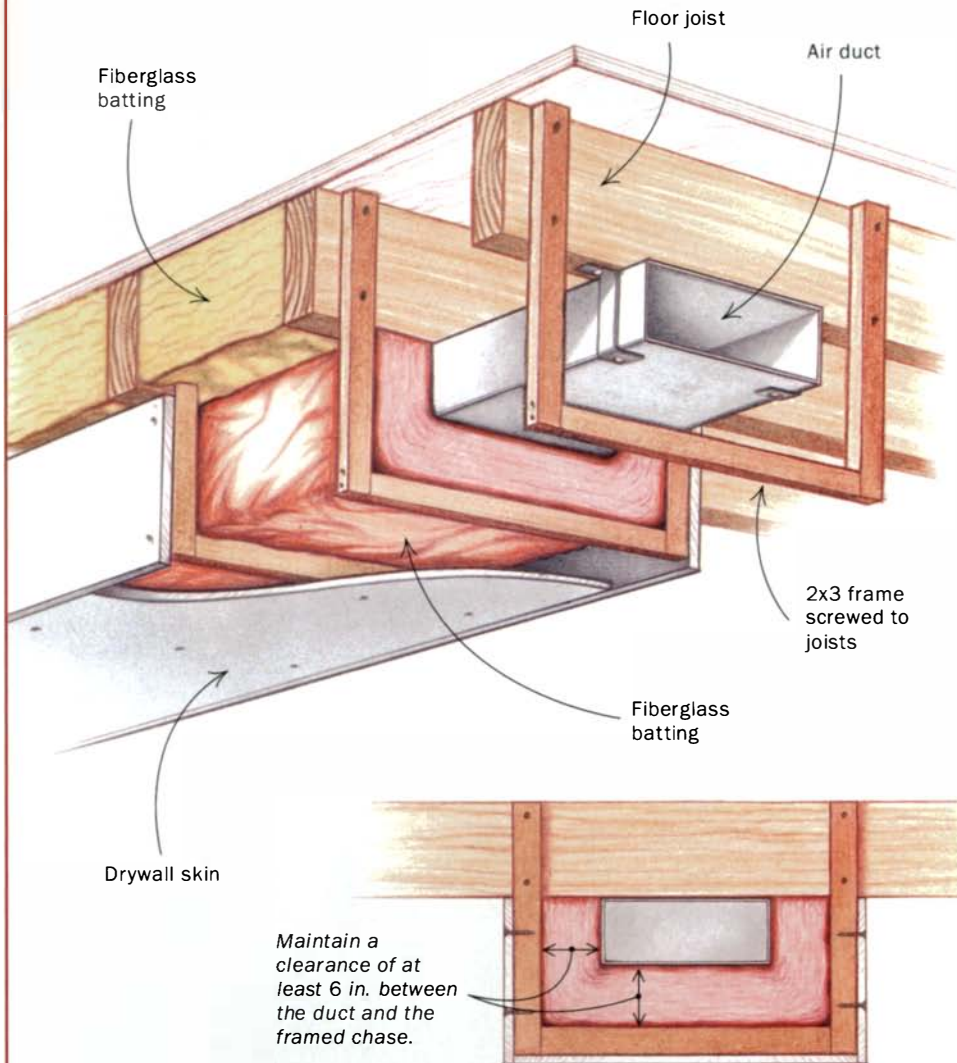 Floor joist
Air duct
Fiberglass
batting
2x3 frame
screwed to
joists
Fiberglass
batting
Drywall skin
Maintain a
clearance of at
least 6 in. between
the duct and the
framed chase.